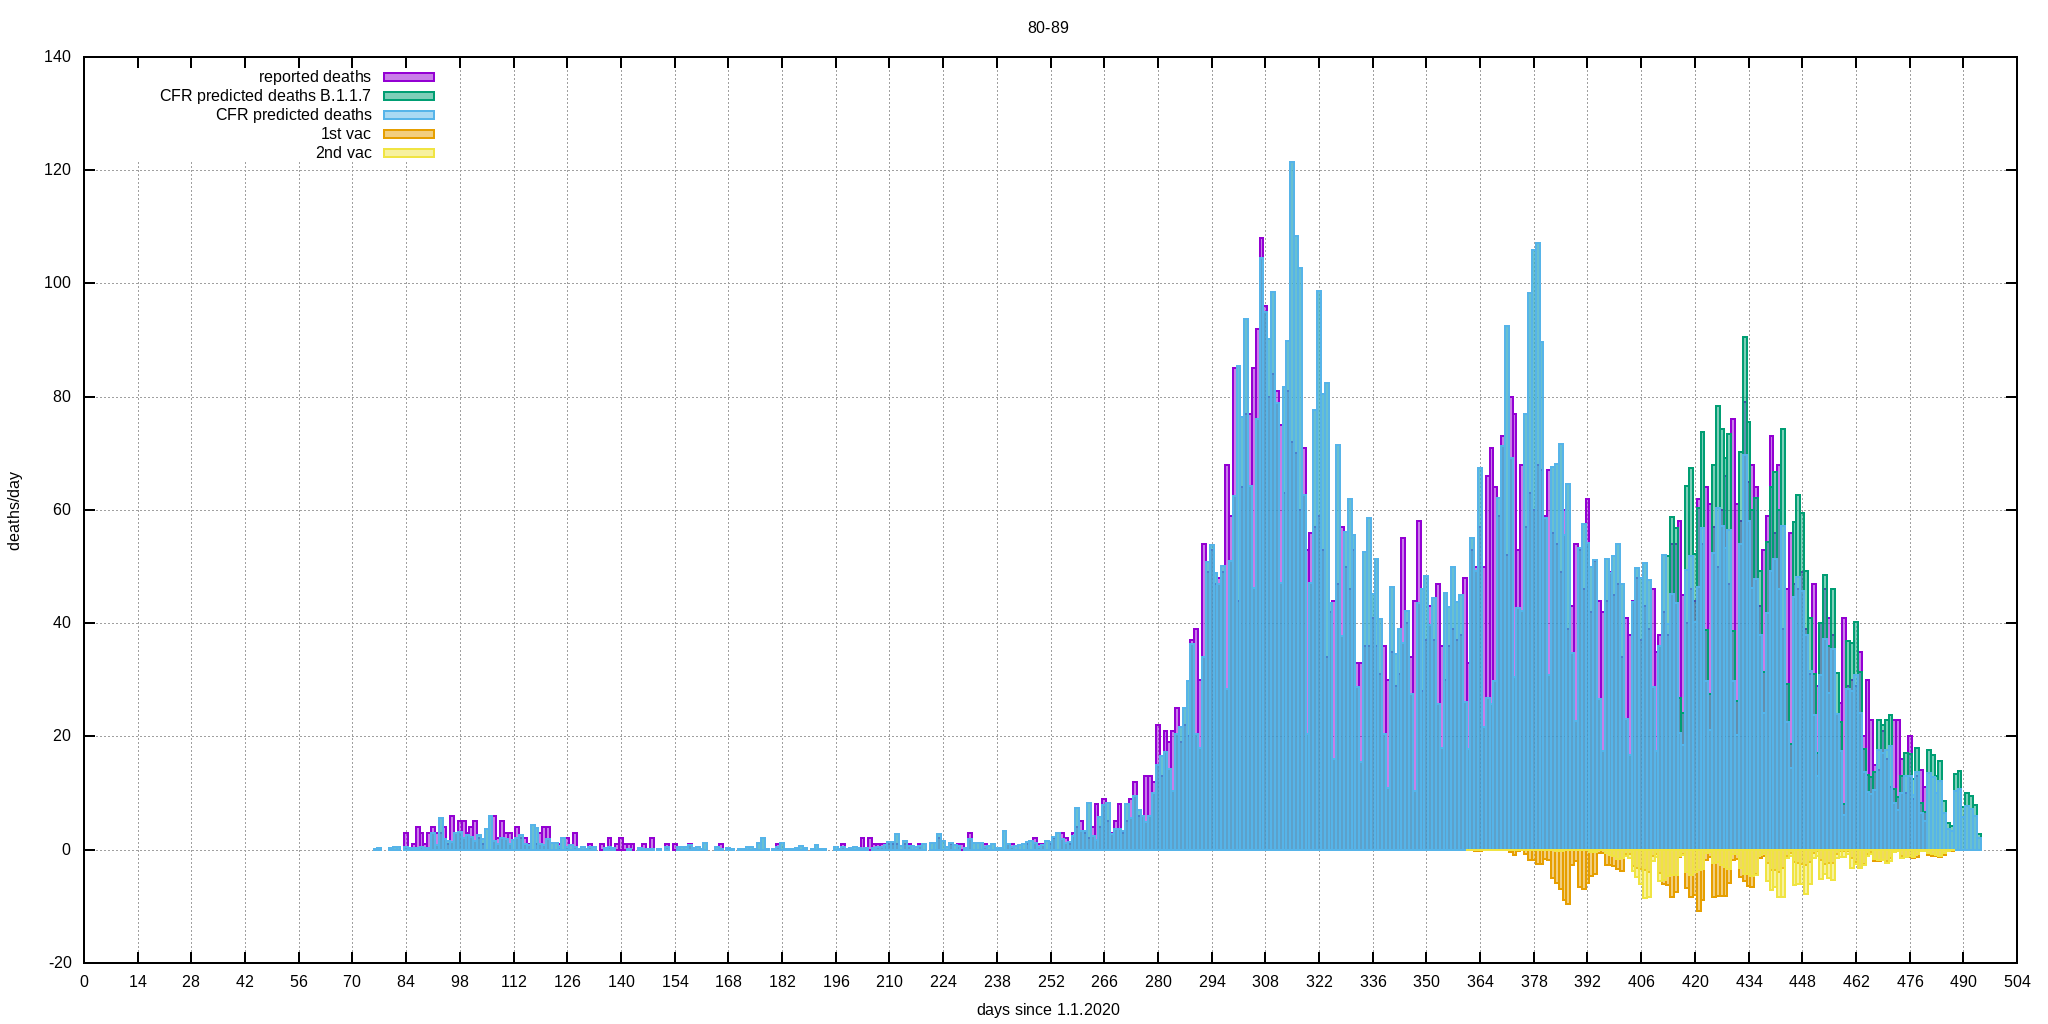 80-89
140
120
100
80
60
40
20
0
-20
reported deaths
CFR predicted deaths B.1.1.7
CFR predicted deaths
1st vac
2nd vac
deaths/day
0 14 28 42 56 70 84 98 112 126 140 154 168 182 196 210 224 238 252 266 280 294 308 322 336 350 364 378 392 406 420 434 448 462 476 490 504
days since 1.1.2020